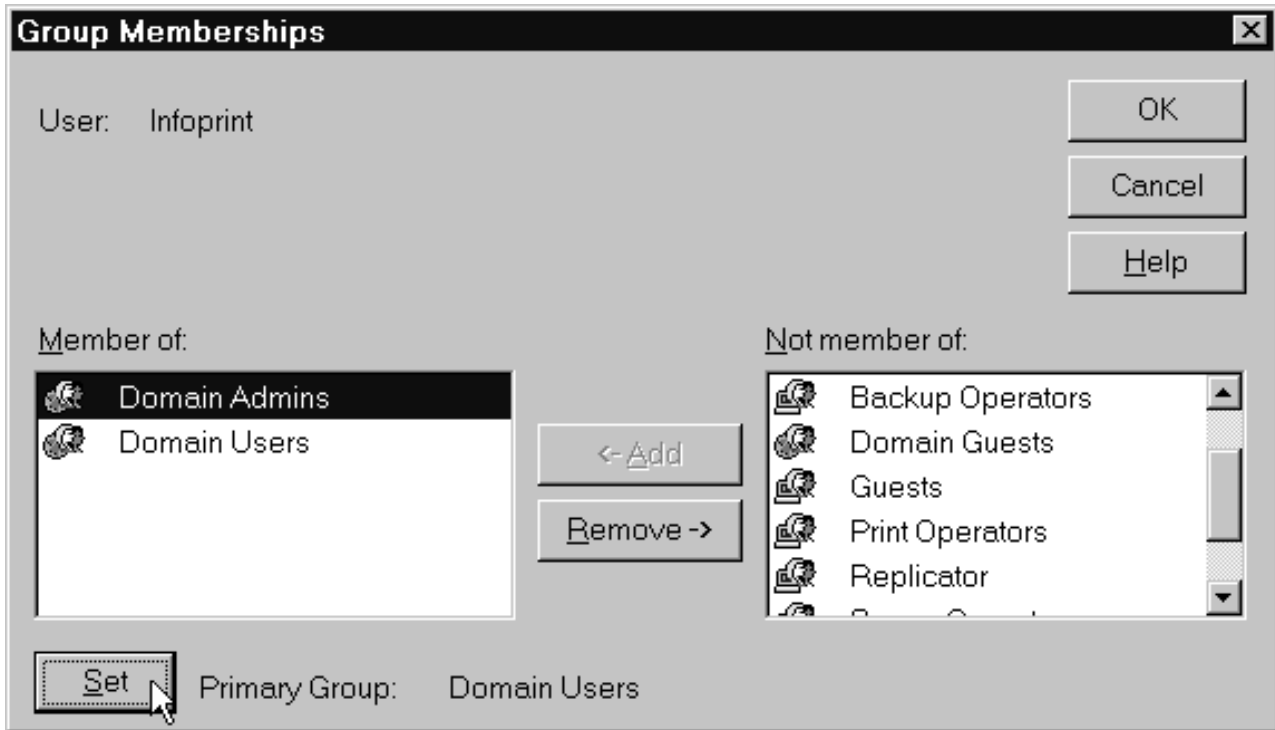 Group Memberships
User: Infoprint
OK
Cancel
Help
Member of:
Not member of:
Domain Admins
Domain Users
<- Add
Remove ->
Backup Operators
Domain Guests
Guests
Print Operators
Replicator
Set
Primary Group: Domain Users